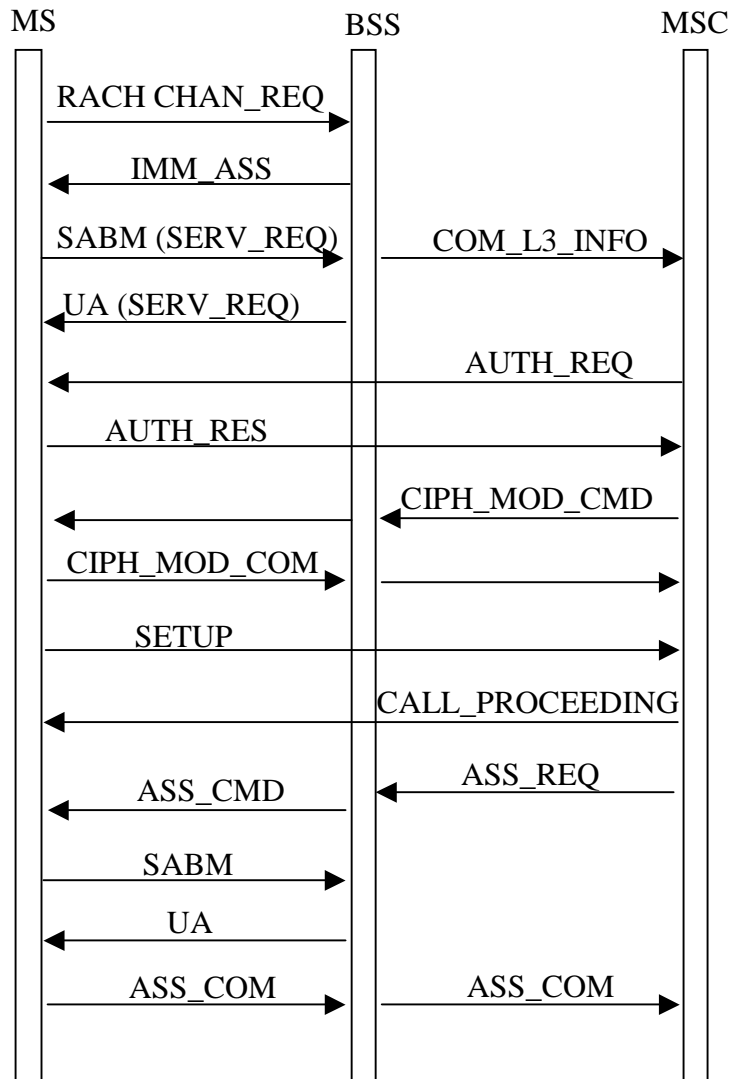 MS BSS MSC
RACH CHAN_REQ
IMM_ASS
SABM (SERV_REQ) COM_L3_INFO
UA (SERV_REQ)
AUTH_REQ
AUTH_RES
CIPH_MOD_CMD
CIPH_MOD_COM
SETUP
CALL_PROCEEDING
ASS_REQ
ASS_CMD
SABM
UA
ASS_COM ASS_COM